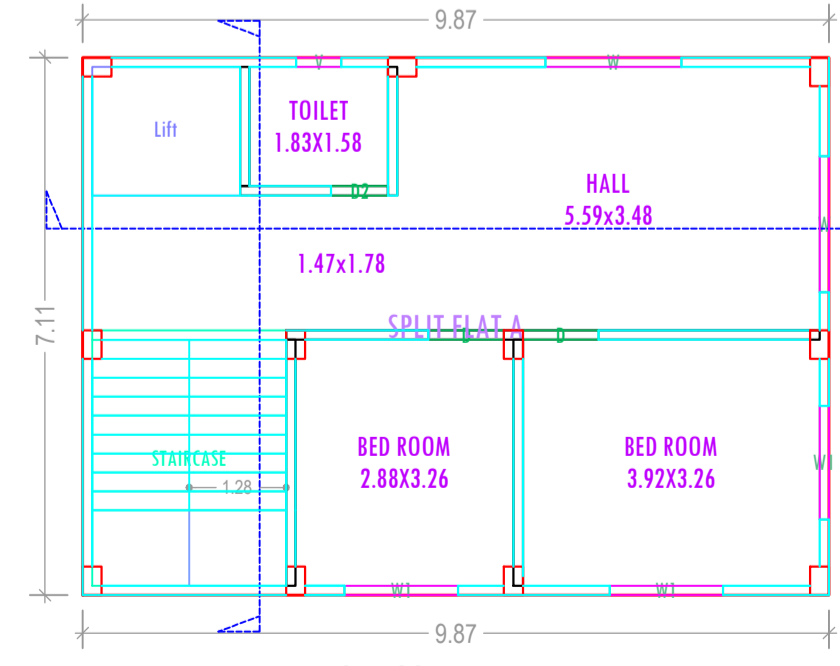 9.87
V
W
TOILET
1.83X1.58
Lift
D2
HALL
5.59x3.48
W
1.47x1.78
7.11
SPLIT FLAT A
D
D
BED ROOM
2.88X3.26
BED ROOM
3.92X3.26
STAIRCASE
1.28
W1
W1
W1
9.87